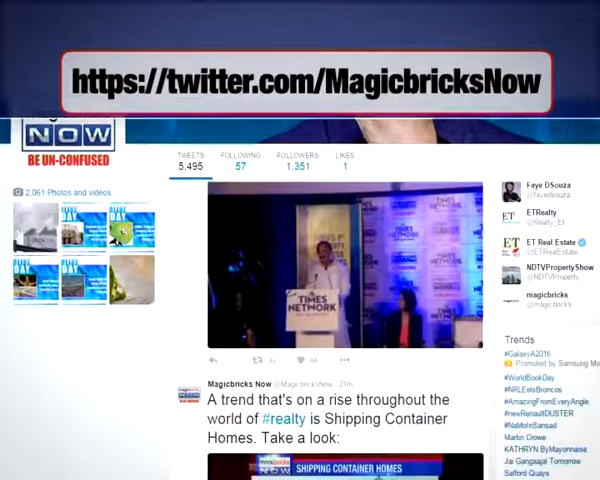 https://twitter.com/MagicbricksNow
NOW
BE UN-CONFUSED
TWEETS FOLLOWING FOLLOWERS LIKES
5,495 57 1,351 1
2,061 Photos and videos
TIMES
NETWORK
Faye DSouza
@fayedsouza
ETRealty
@Realty_Et
ET Real Estate
@ETRealEstate
NDTVPropertyShow
@NDTVProperty
magicbricks
@magicbricks
Trends
#GalaxyA2016
Promoted by Samsung Mo
#WorldBookDay
#NRLEeisBroncos
#AmazingFromEveryAngle
#newRenaultDUSTER
#NaMoInSansad
Martin Crowe
KATHRYN ByMayonnaise
Jai Gangaajal Tomorrow
Salford Quays
Magicbricks Now @MagicbricksNow 21m
A trend that's on a rise throughout the
world of #realty is Shipping Container
Homes. Take a look:
NOW SHIPPING CONTAINER HOMES